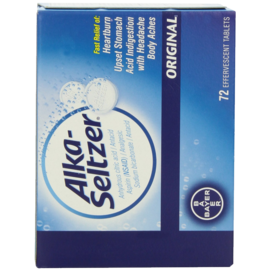 Fast Relief of:
Heartburn
Upset Stomach
Acid Indigestion
with Headache
Body Aches
ORIGINAL
72 EFFERVESCENT TABLETS
Alka-
Seltzer
BAYER
BAYER